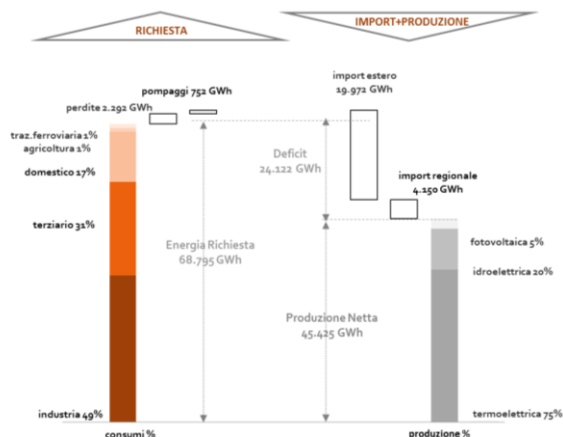 RICHIESTA
IMPORT+PRODUZIONE
pompaggi 752 GWh
perdite 2.292 GWh
traz.ferroviaria 1%
agricoltura 1%
domestico 17%
terziario 31%
industria 49%
consumi %
Energia Richiesta
68.795 GWh
import estero
19.972 GWh
Deficit
24.122 GWh
import regionale
4.150 GWh
Produzione Netta
45.425 GWh
fotovoltaica 5%
idroelettrica 20%
termoelettrica 75%
produzione %